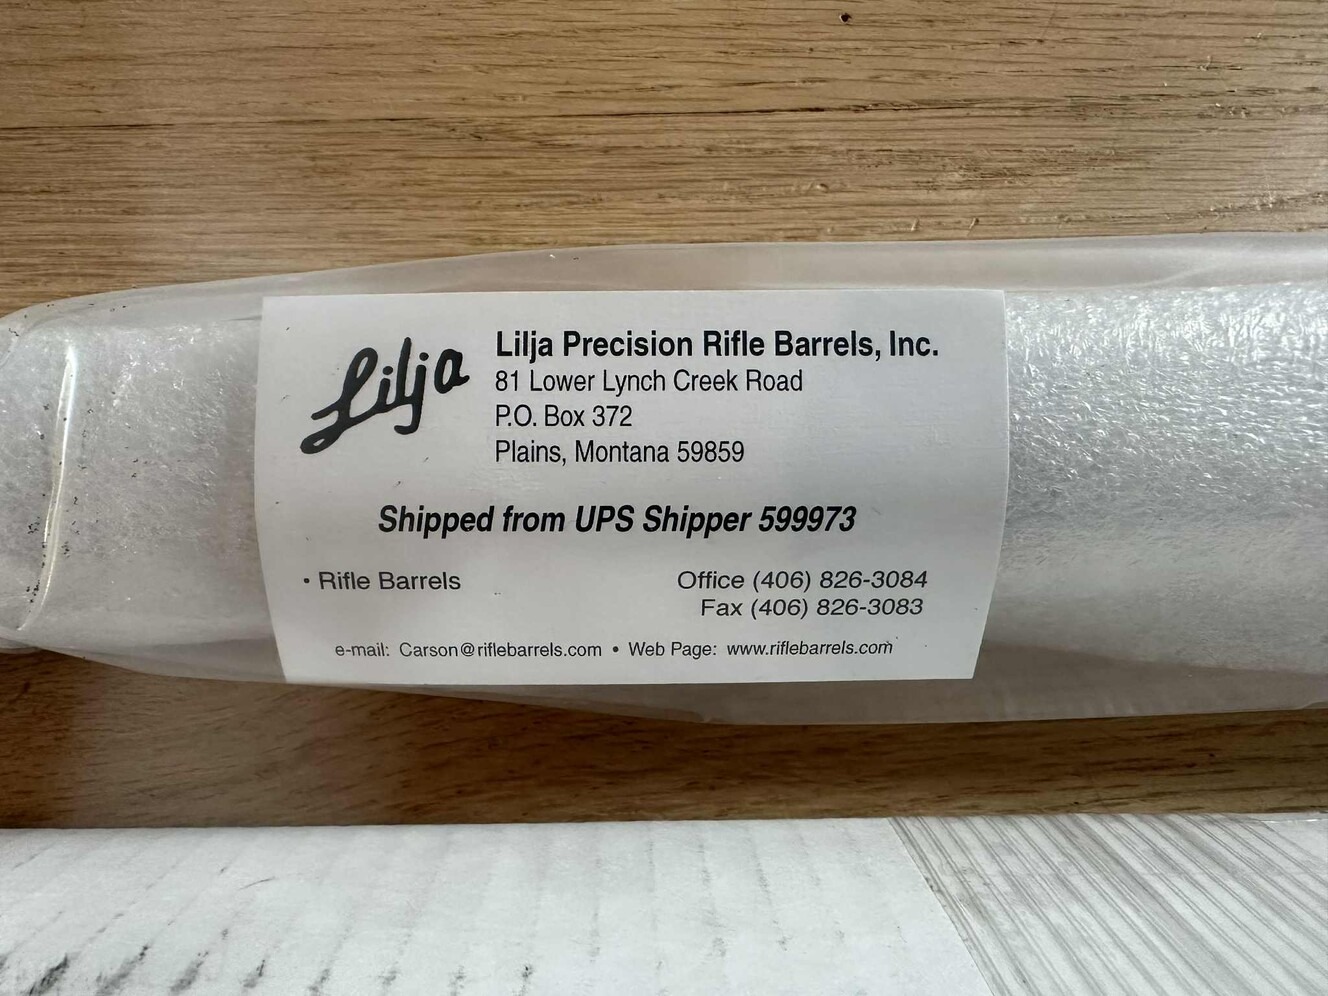 Lilja
Lilja Precision Rifle Barrels, Inc.
81 Lower Lynch Creek Road
P.O. Box 372
Plains, Montana 59859
Shipped from UPS Shipper 599973
• Rifle Barrels
Office (406) 826-3084
Fax (406) 826-3083
e-mail: Carson@riflebarrels.com • Web Page: www.riflebarrels.com